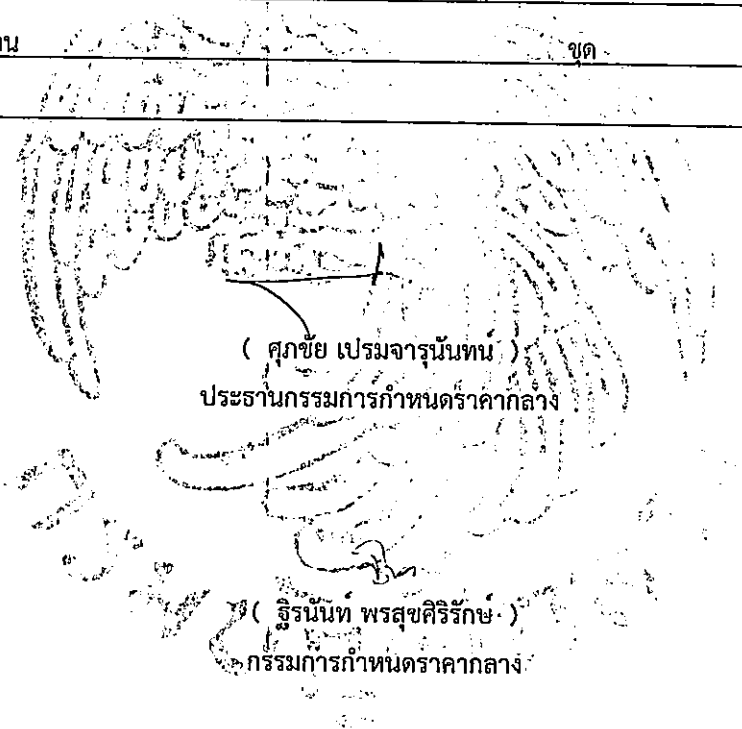 ชุด
( ศุภชัย เปรมจารุนันทน์ )
ประธานกรรมการกำหนดราคากลาง
( ฐิรนันท์ พรสุขศิริรักษ์ )
กรรมการกำหนดราคากลาง